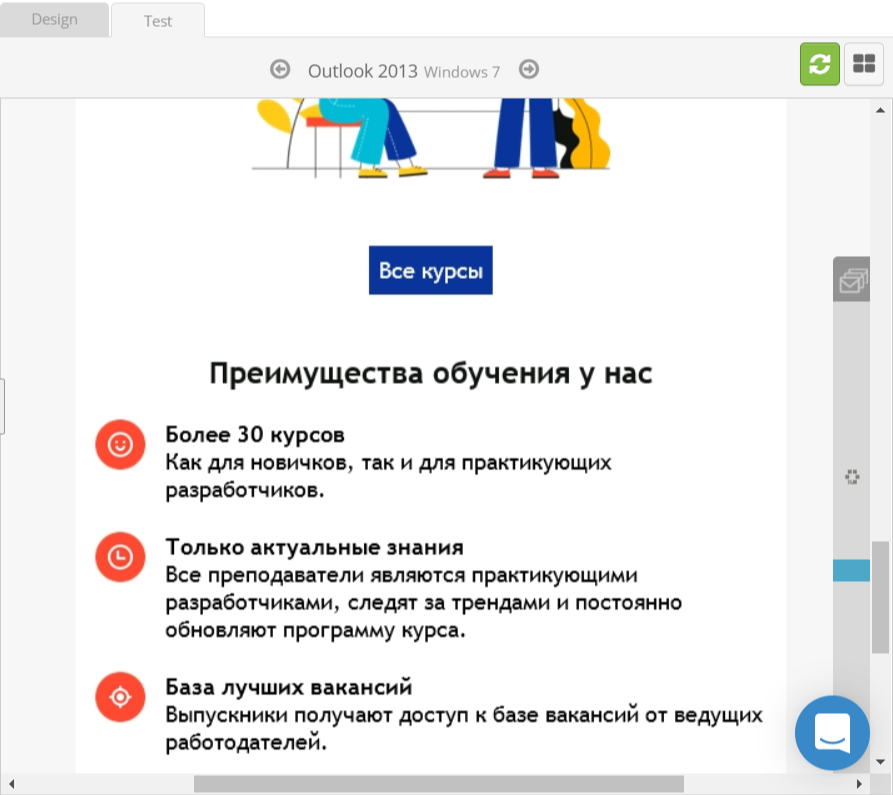 Design
Test
Outlook 2013 Windows 7
Все курсы
Преимущества обучения у нас
Более 30 курсов
Как для новичков, так и для практикующих
разработчиков.
Только актуальные знания
Все преподаватели являются практикующими
разработчиками, следят за трендами и постоянно
обновляют программу курса.
База лучших вакансий
Выпускники получают доступ к базе вакансий от ведущих
работодателей.